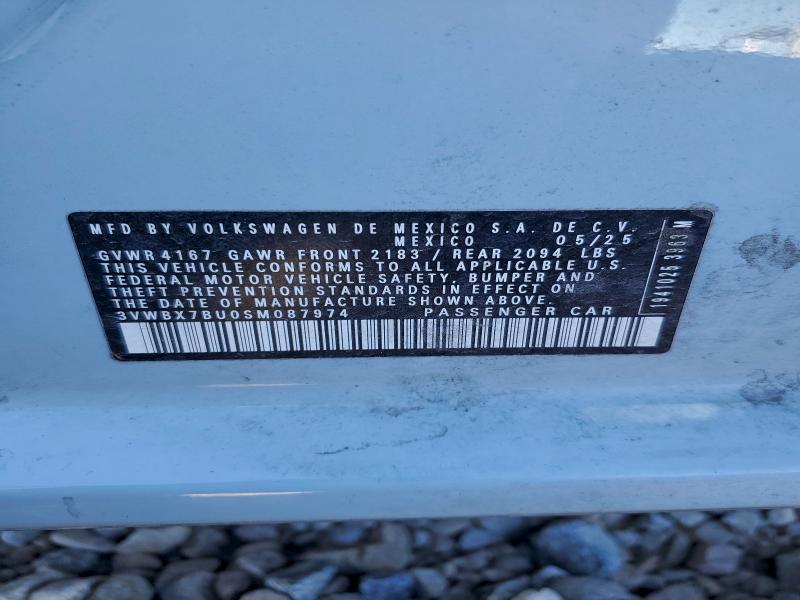 MFD BY VOLKSWAGEN DE MEXICO S.A. DE C.V.
MEXICO 05/25
GVWR 4167 GAWR FRONT 2183 / REAR 2094 LBS
THIS VEHICLE CONFORMS TO ALL APPLICABLE U.S.
FEDERAL MOTOR VEHICLE SAFETY, BUMPER AND
THEFT PREVENTION STANDARDS IN EFFECT ON
THE DATE OF MANUFACTURE SHOWN ABOVE.
3VWBX7BU0SM087974 PASSENGER CAR
1941025 3963 M